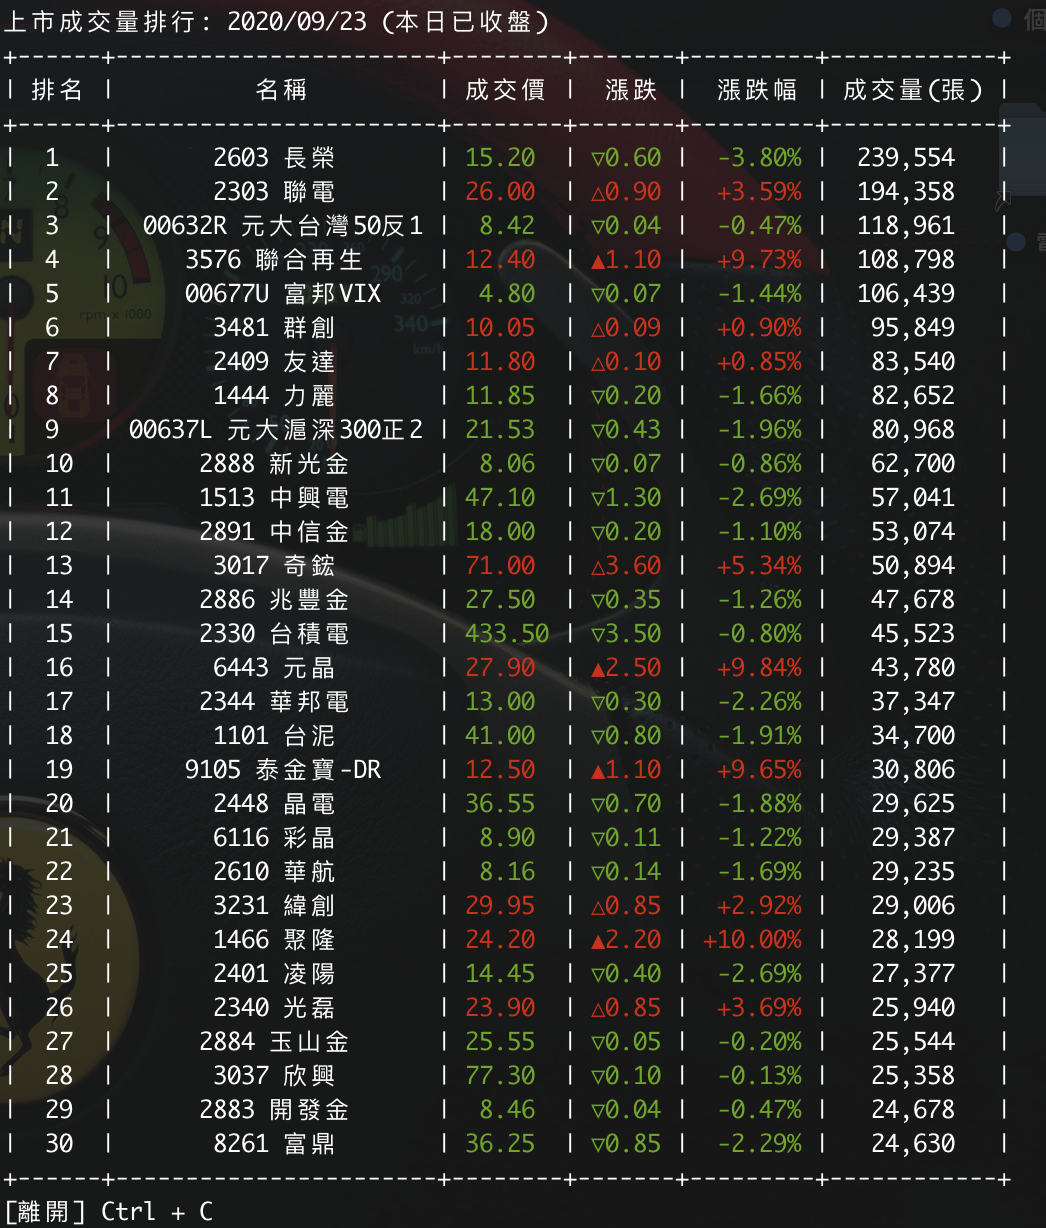 上市成交量排行: 2020/09/23 (本日已收盤)
+------+-----------------------+--------+-------+---------+------------+
| 排名 | 名稱 | 成交價 | 漲跌 | 漲跌幅 | 成交量(張) |
+------+-----------------------+--------+-------+---------+------------+
| 1 | 2603 長榮 | 15.20 | ▽0.60 | -3.80% | 239,554 |
| 2 | 2303 聯電 | 26.00 | △0.90 | +3.59% | 194,358 |
| 3 | 00632R 元大台灣50反1 | 8.42 | ▽0.04 | -0.47% | 118,961 |
| 4 | 3576 聯合再生 | 12.40 | ▲1.10 | +9.73% | 108,798 |
| 5 | 00677U 富邦VIX | 4.80 | ▽0.07 | -1.44% | 106,439 |
| 6 | 3481 群創 | 10.05 | △0.09 | +0.90% | 95,849 |
| 7 | 2409 友達 | 11.80 | △0.10 | +0.85% | 83,540 |
| 8 | 1444 力麗 | 11.85 | ▽0.20 | -1.66% | 82,652 |
| 9 | 00637L 元大滬深300正2 | 21.53 | ▽0.43 | -1.96% | 80,968 |
| 10 | 2888 新光金 | 8.06 | ▽0.07 | -0.86% | 62,700 |
| 11 | 1513 中興電 | 47.10 | ▽1.30 | -2.69% | 57,041 |
| 12 | 2891 中信金 | 18.00 | ▽0.20 | -1.10% | 53,074 |
| 13 | 3017 奇鋐 | 71.00 | △3.60 | +5.34% | 50,894 |
| 14 | 2886 兆豐金 | 27.50 | ▽0.35 | -1.26% | 47,678 |
| 15 | 2330 台積電 | 433.50 | ▽3.50 | -0.80% | 45,523 |
| 16 | 6443 元晶 | 27.90 | ▲2.50 | +9.84% | 43,780 |
| 17 | 2344 華邦電 | 13.00 | ▽0.30 | -2.26% | 37,347 |
| 18 | 1101 台泥 | 41.00 | ▽0.80 | -1.91% | 34,700 |
| 19 | 9105 泰金寶-DR | 12.50 | ▲1.10 | +9.65% | 30,806 |
| 20 | 2448 晶電 | 36.55 | ▽0.70 | -1.88% | 29,625 |
| 21 | 6116 彩晶 | 8.90 | ▽0.11 | -1.22% | 29,387 |
| 22 | 2610 華航 | 8.16 | ▽0.14 | -1.69% | 29,235 |
| 23 | 3231 緯創 | 29.95 | △0.85 | +2.92% | 29,006 |
| 24 | 1466 聚隆 | 24.20 | ▲2.20 | +10.00% | 28,199 |
| 25 | 2401 凌陽 | 14.45 | ▽0.40 | -2.69% | 27,377 |
| 26 | 2340 光磊 | 23.90 | △0.85 | +3.69% | 25,940 |
| 27 | 2884 玉山金 | 25.55 | ▽0.05 | -0.20% | 25,544 |
| 28 | 3037 欣興 | 77.30 | ▽0.10 | -0.13% | 25,358 |
| 29 | 2883 開發金 | 8.46 | ▽0.04 | -0.47% | 24,678 |
| 30 | 8261 富鼎 | 36.25 | ▽0.85 | -2.29% | 24,630 |
+------+-----------------------+--------+-------+---------+------------+
[離開] Ctrl + C